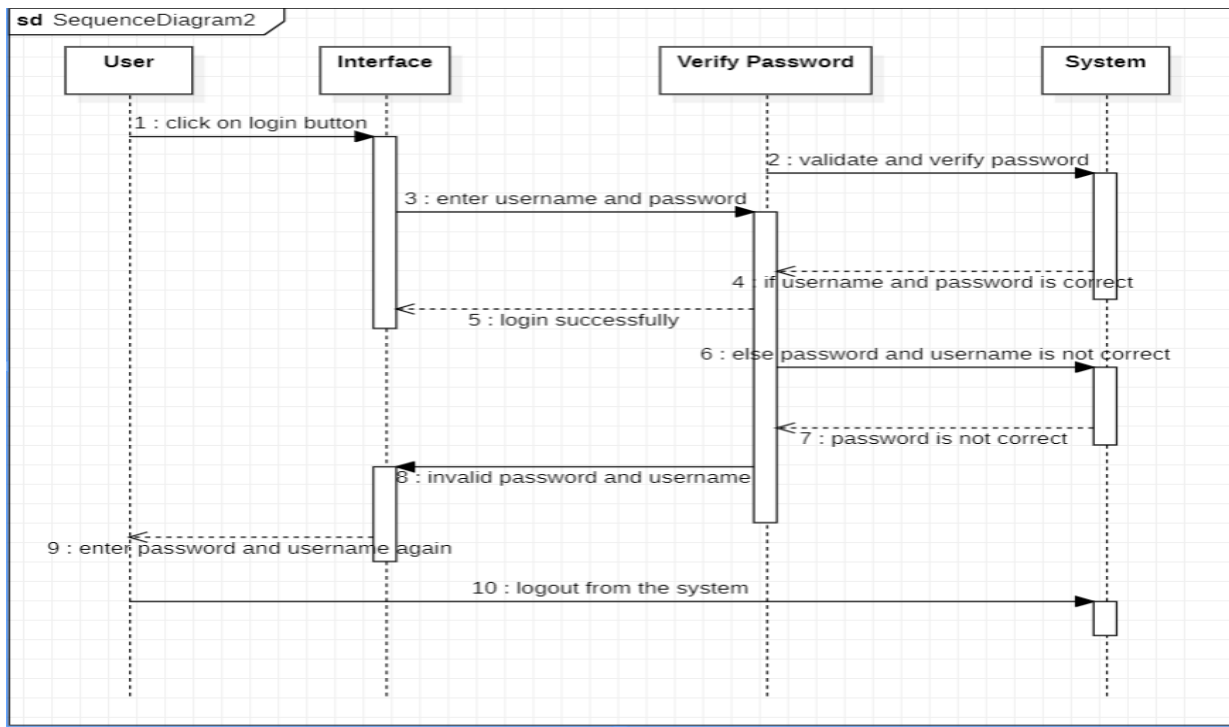 sd SequenceDiagram2
User
Interface
Verify Password
System
1 : click on login button
2 : validate and verify password
3 : enter username and password
4 : if username and password is correct
5 : login successfully
6 : else password and username is not correct
7 : password is not correct
8 : invalid password and username
9 : enter password and username again
10 : logout from the system